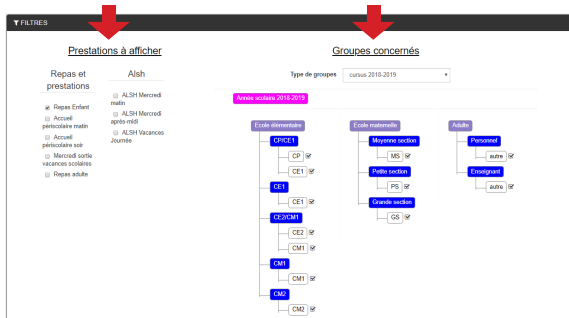 FILTRES
Prestations à afficher
Repas et
prestations
Repas Enfant
Accueil
périscolaire matin
Accueil
périscolaire soir
Mercredi sortie
vacances scolaires
Repas adulte
Alsh
ALSH Mercredi
matin
ALSH Mercredi
après-midi
ALSH Vacances
Journée
Groupes concernés
Type de groupes
cursus 2018-2019
Année scolaire 2018-2019
Ecole élémentaire
CP/CE1
CP
CE1
CE1
CE1
CE2/CM1
CE2
CM1
CM1
CM1
CM2
CM2
Ecole maternelle
Moyenne section
MS
Petite section
PS
Grande section
GS
Adulte
Personnel
autre
Enseignant
autre